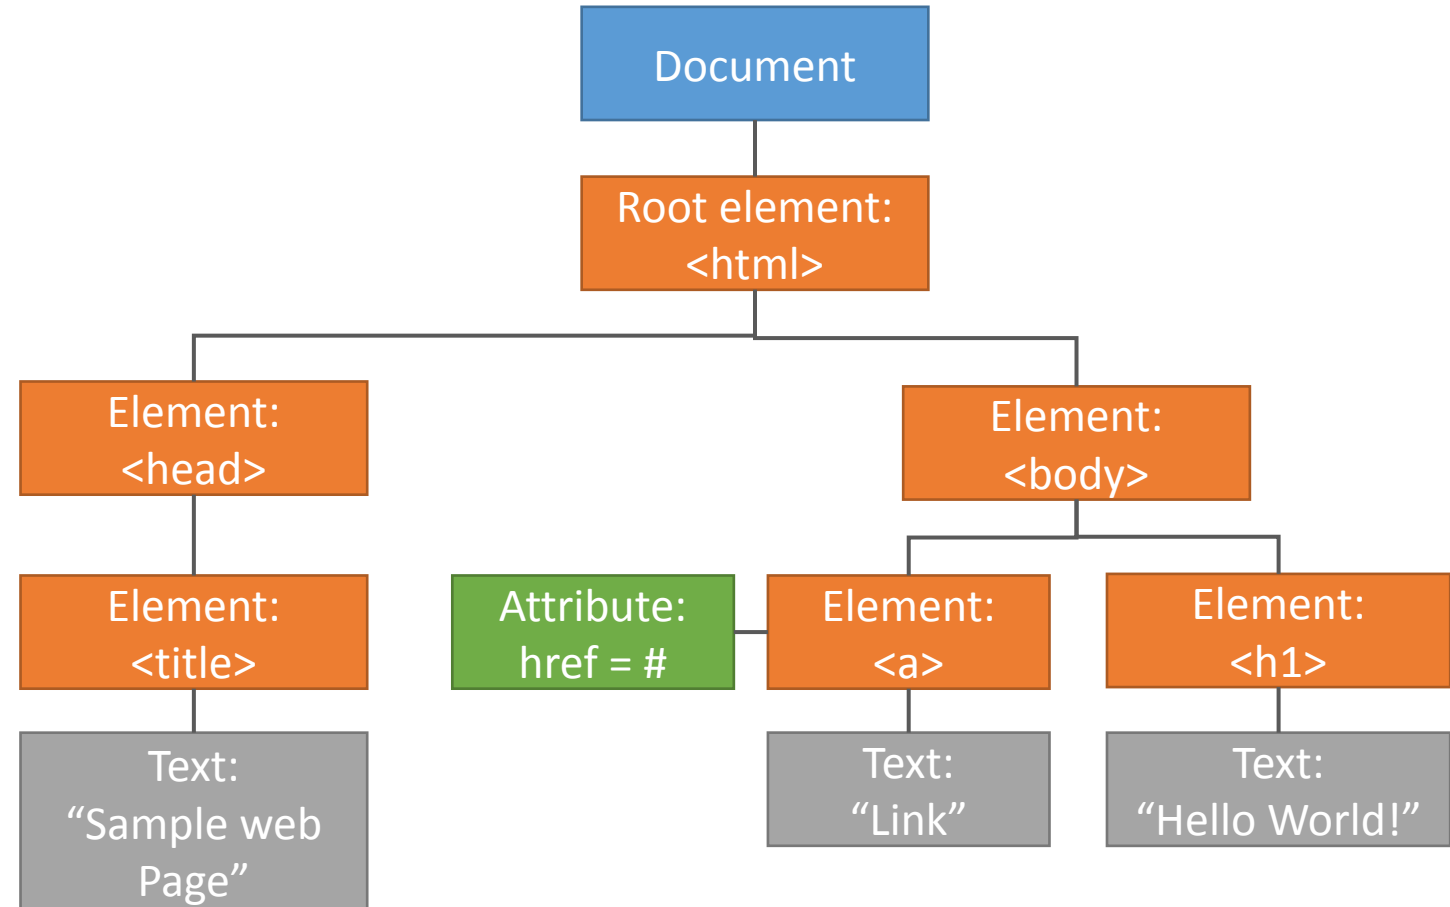 Document
Root element:
<html>
Element:
<head>
Element:
<body>
Element:
<title>
Attribute:
href = #
Element:
<a>
Element:
<h1>
Text:
“Sample web
Page”
Text:
“Link”
Text:
“Hello World!”